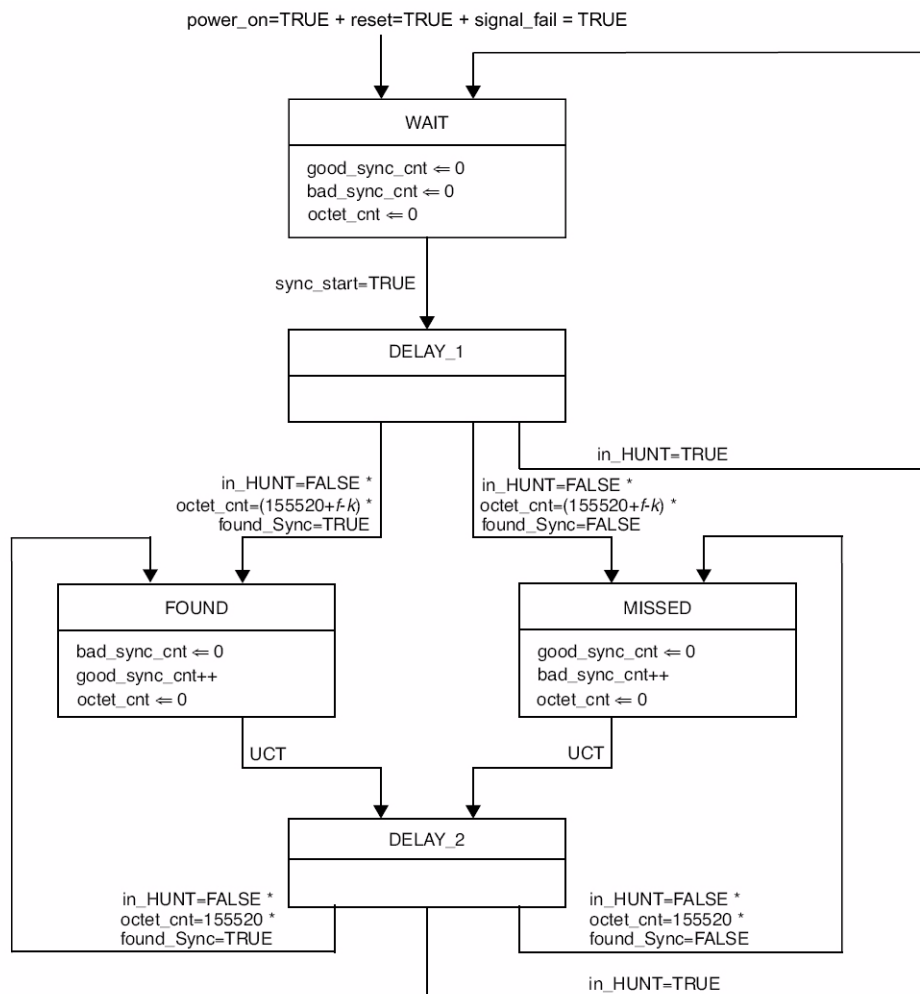 power_on=TRUE + reset=TRUE + signal_fail = TRUE
WAIT
good_sync_cnt ⇐ 0
bad_sync_cnt ⇐ 0
octet_cnt ⇐ 0
sync_start=TRUE
DELAY_1
in_HUNT=TRUE
in_HUNT=FALSE *
octet_cnt=(155520+f-k) *
found_Sync=TRUE
in_HUNT=FALSE *
octet_cnt=(155520+f-k) *
found_Sync=FALSE
FOUND
bad_sync_cnt ⇐ 0
good_sync_cnt++
octet_cnt ⇐ 0
MISSED
good_sync_cnt ⇐ 0
bad_sync_cnt++
octet_cnt ⇐ 0
UCT
UCT
DELAY_2
in_HUNT=FALSE *
octet_cnt=155520 *
found_Sync=TRUE
in_HUNT=FALSE *
octet_cnt=155520 *
found_Sync=FALSE
in_HUNT=TRUE